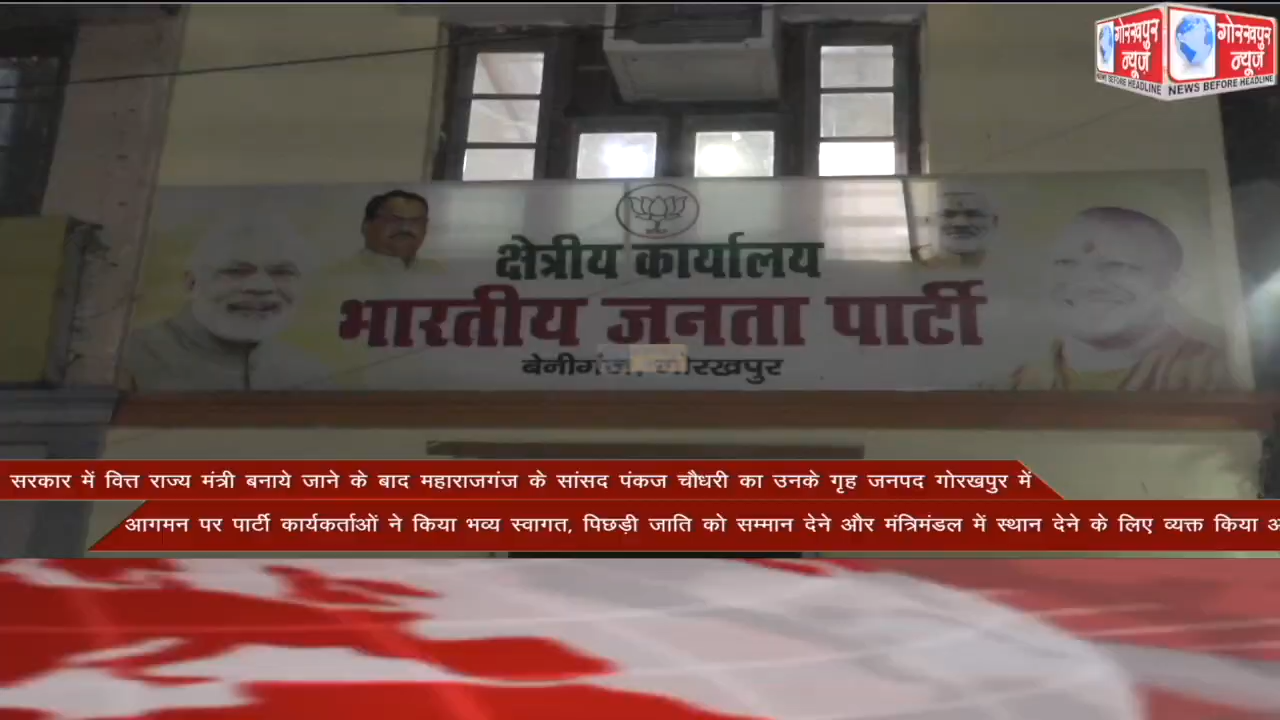 गोरखपुर गोरखपुर
न्यूज़ न्यूज़
NEWS BEFORE HEADLINE NEWS BEFORE HEADLINE
क्षेत्रीय कार्यालय
भारतीय जनता पार्टी
बेनीगंज, गोरखपुर
सरकार में वित्त राज्य मंत्री बनाये जाने के बाद महाराजगंज के सांसद पंकज चौधरी का उनके गृह जनपद गोरखपुर में
आगमन पर पार्टी कार्यकर्ताओं ने किया भव्य स्वागत, पिछड़ी जाति को सम्मान देने और मंत्रिमंडल में स्थान देने के लिए व्यक्त किया